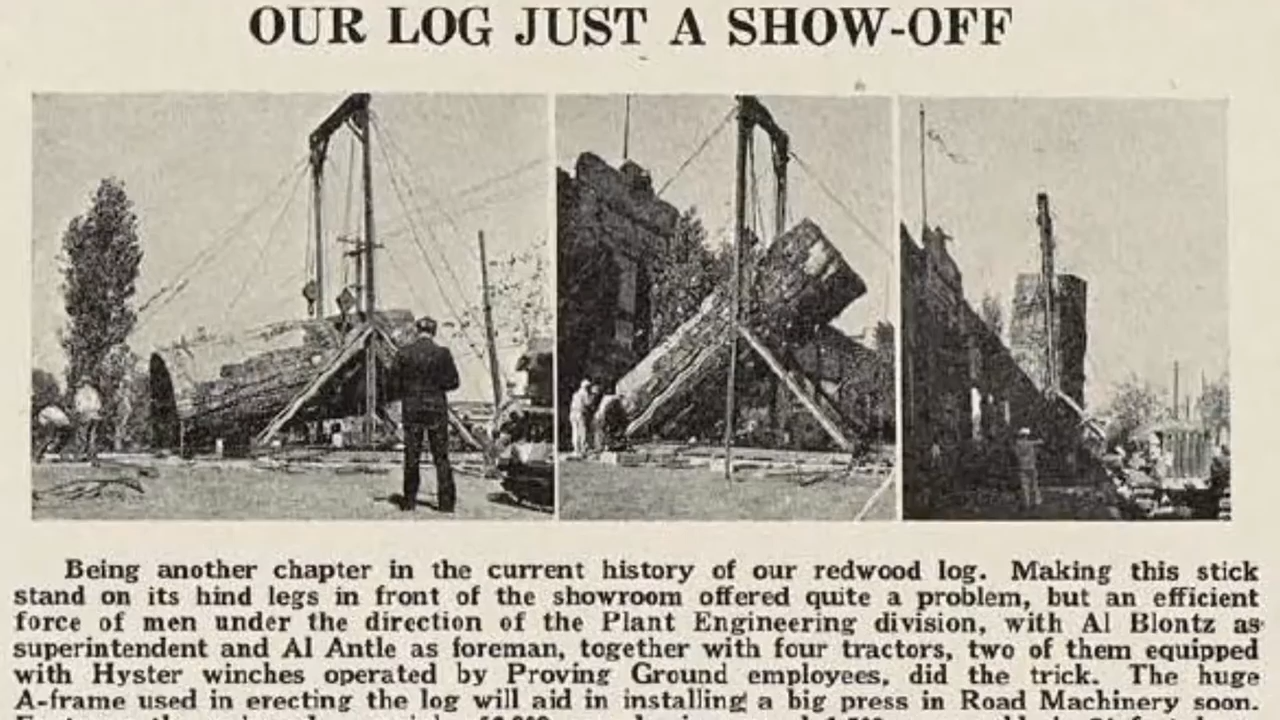 OUR LOG JUST A SHOW-OFF
Being another chapter in the current history of our redwood log. Making this stick
stand on its hind legs in front of the showroom offered quite a problem, but an efficient
force of men under the direction of the Plant Engineering division, with Al Blontz as
superintendent and Al Antle as foreman, together with four tractors, two of them equipped
with Hyster winches operated by Proving Ground employees, did the trick. The huge
A-frame used in erecting the log will aid in installing a big press in Road Machinery soon.